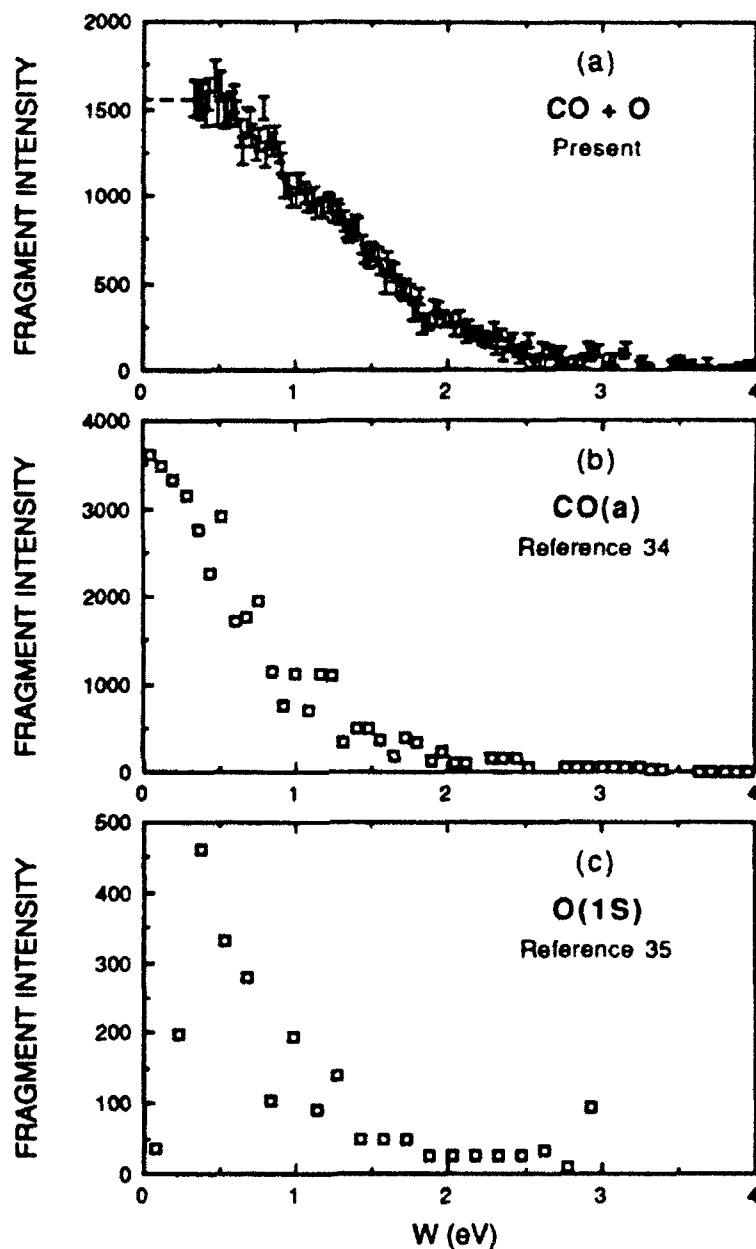 FRAGMENT INTENSITY
2000
1500
1000
500
0
(a)
CO + O
Present
0 1 2 3 4
FRAGMENT INTENSITY
4000
3000
2000
1000
0
(b)
CO(a)
Reference 34
0 1 2 3 4
FRAGMENT INTENSITY
500
400
300
200
100
0
(c)
O(1S)
Reference 35
0 1 2 3 4
W (eV)